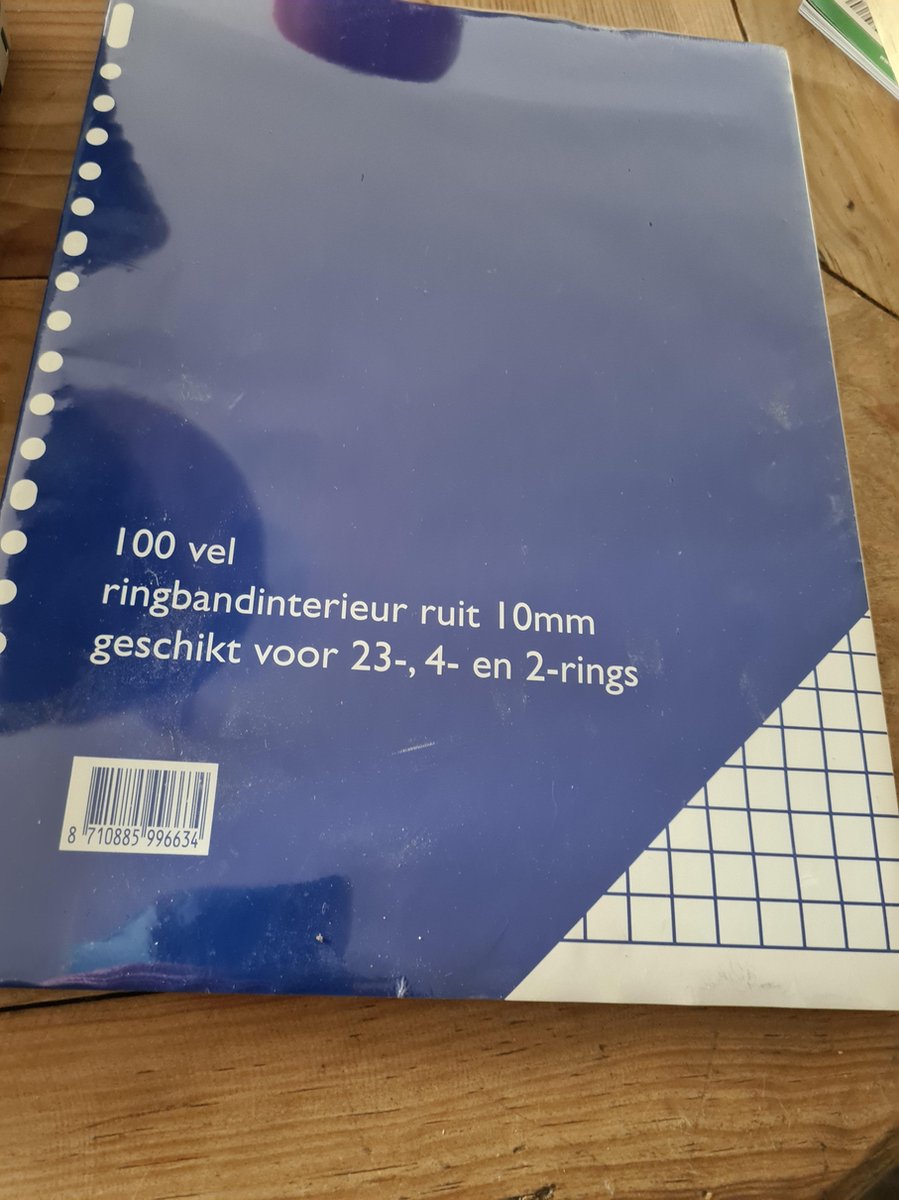 100 vel
ringbandinterieur ruit 10mm
geschikt voor 23-, 4- en 2-rings
8 710885 996634